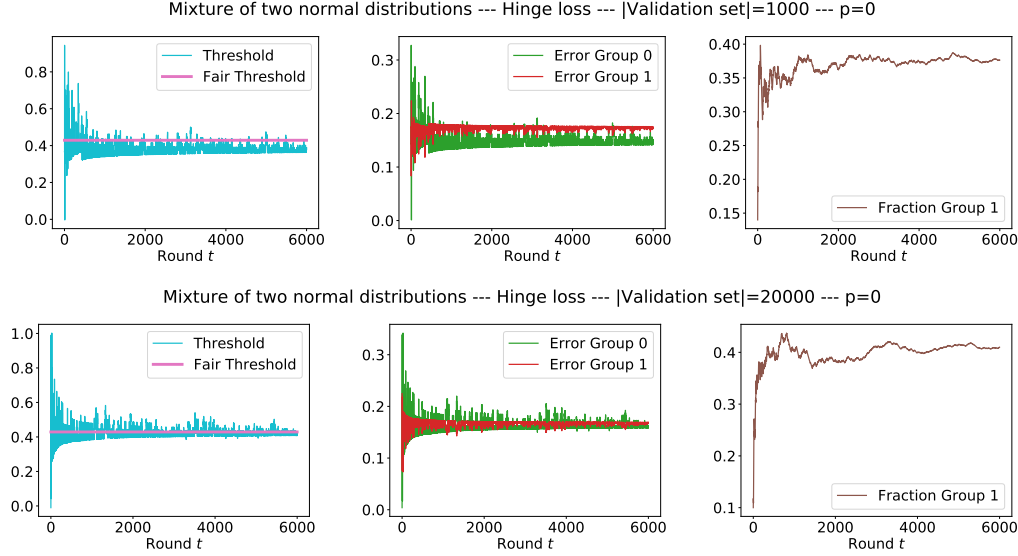 Mixture of two normal distributions --- Hinge loss --- |Validation set|=1000 --- p=0
Threshold
Fair Threshold
0.8
0.6
0.4
0.2
0.0
0
2000
4000
6000
Round t
Error Group 0
Error Group 1
0.3
0.2
0.1
0.0
0
2000
4000
6000
Round t
Fraction Group 1
0.40
0.35
0.30
0.25
0.20
0.15
0
2000
4000
6000
Round t
Mixture of two normal distributions --- Hinge loss --- |Validation set|=20000 --- p=0
Threshold
Fair Threshold
1.0
0.8
0.6
0.4
0.2
0.0
0
2000
4000
6000
Round t
Error Group 0
Error Group 1
0.3
0.2
0.1
0.0
0
2000
4000
6000
Round t
Fraction Group 1
0.4
0.3
0.2
0.1
0
2000
4000
6000
Round t